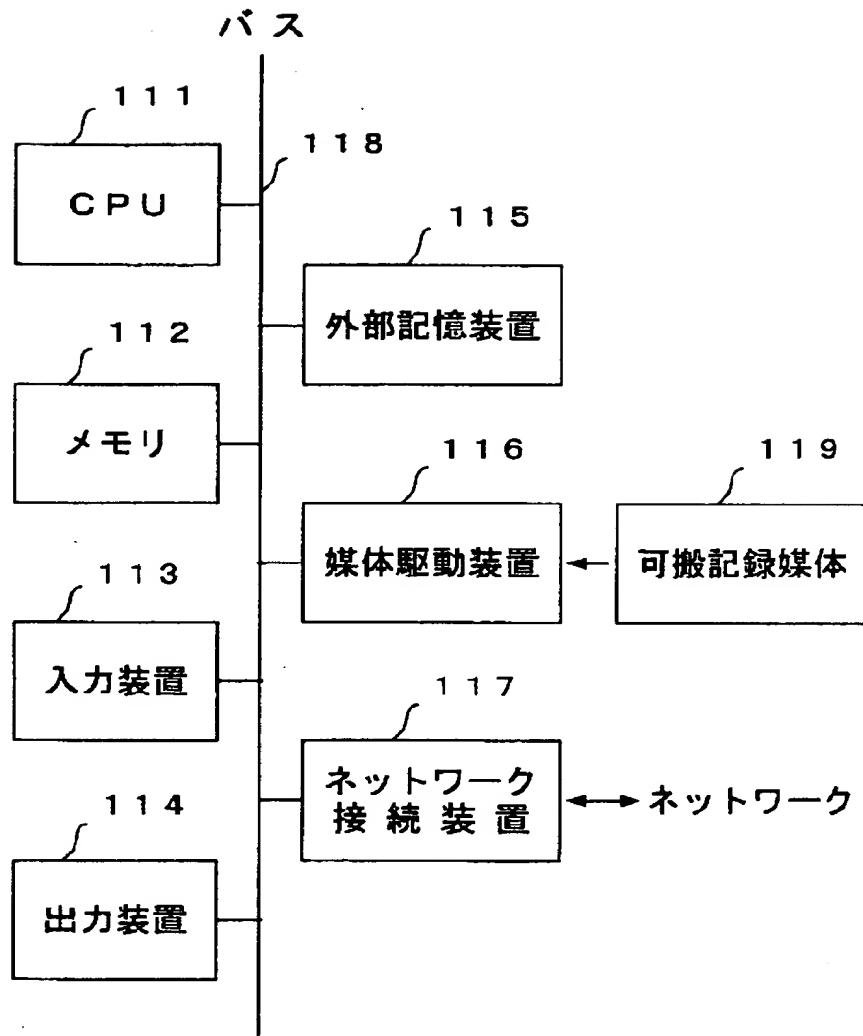 バス
111
118
CPU
115
外部記憶装置
112
メモリ
116
119
媒体駆動装置
可搬記録媒体
113
入力装置
117
ネットワーク
接続装置
ネットワーク
114
出力装置